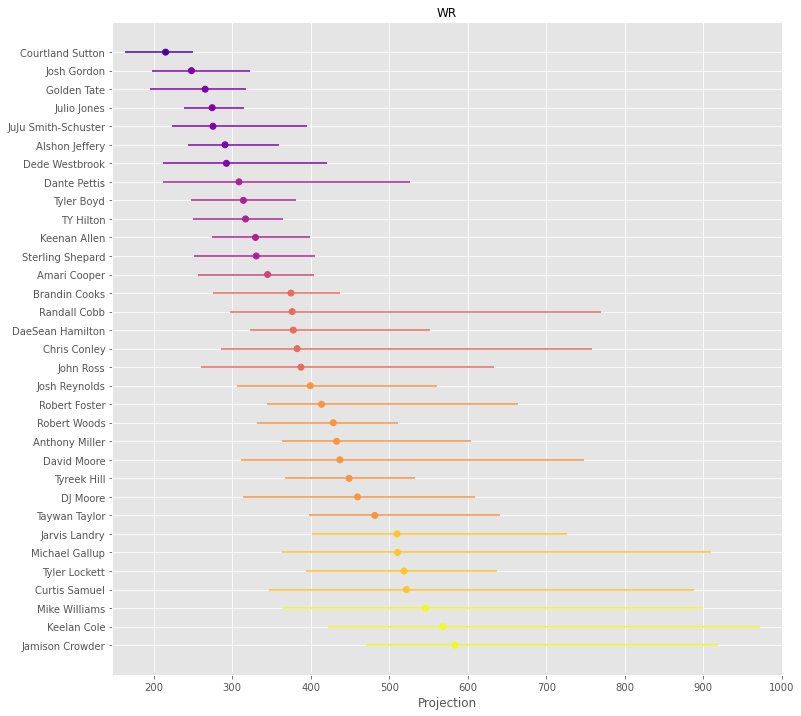 WR
Courtland Sutton
Josh Gordon
Golden Tate
Julio Jones
JuJu Smith-Schuster
Alshon Jeffery
Dede Westbrook
Dante Pettis
Tyler Boyd
TY Hilton
Keenan Allen
Sterling Shepard
Amari Cooper
Brandin Cooks
Randall Cobb
DaeSean Hamilton
Chris Conley
John Ross
Josh Reynolds
Robert Foster
Robert Woods
Anthony Miller
David Moore
Tyreek Hill
DJ Moore
Taywan Taylor
Jarvis Landry
Michael Gallup
Tyler Lockett
Curtis Samuel
Mike Williams
Keelan Cole
Jamison Crowder
200 300 400 500 600 700 800 900 1000
Projection